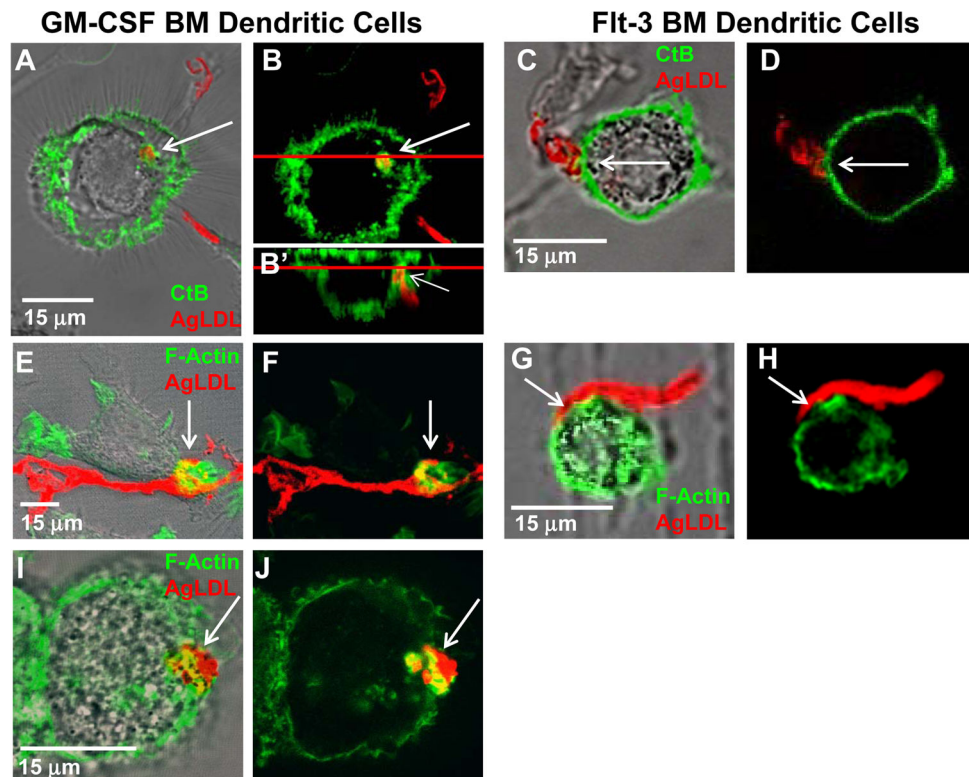 GM-CSF BM Dendritic Cells
Flt-3 BM Dendritic Cells
A
CtB
AgLDL
15 μm
B
B'
C
CtB
AgLDL
15 μm
D
E
F-Actin
AgLDL
15 μm
F
G
F-Actin
AgLDL
15 μm
H
I
F-Actin
AgLDL
15 μm
J